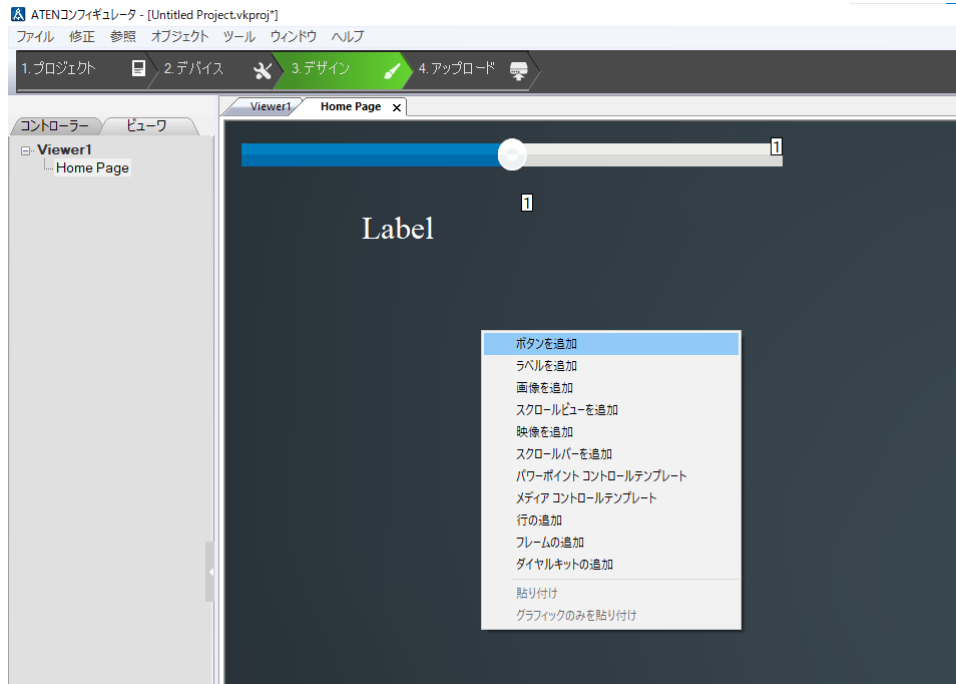 ATENコンフィギュレータ - [Untitled Project.vkproj*]
ファイル 修正 参照 オブジェクト ツール ウィンドウ ヘルプ
1.プロジェクト 2.デバイス 3.デザイン 4.アップロード
Viewer1 Home Page x
コントローラー ビューワ
Viewer1
Home Page
1
1
Label
ボタンを追加
ラベルを追加
画像を追加
スクロールビューを追加
映像を追加
スクロールバーを追加
パワーポイント コントロールテンプレート
メディア コントロールテンプレート
行の追加
フレームの追加
ダイヤルキットの追加
貼り付け
グラフィックのみを貼り付け